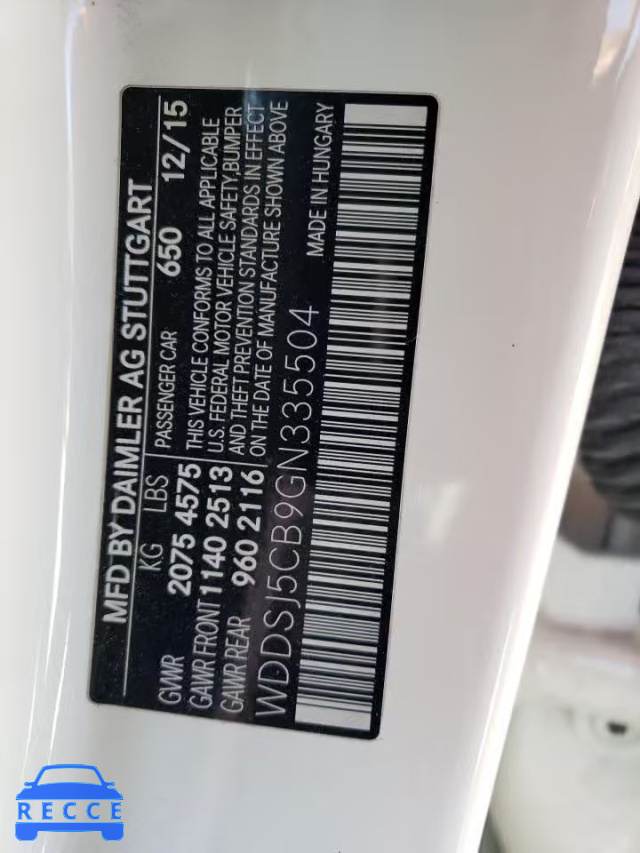 MFD BY DAIMLER AG STUTTGART
KG LBS PASSENGER CAR 650 12/15
GVWR 2075 4575 THIS VEHICLE CONFORMS TO ALL APPLICABLE
GAWR FRONT 1140 2513 U.S. FEDERAL MOTOR VEHICLE SAFETY, BUMPER
GAWR REAR 960 2116 AND THEFT PREVENTION STANDARDS IN EFFECT
ON THE DATE OF MANUFACTURE SHOWN ABOVE
WDDSJ5CB9GN335504 MADE IN HUNGARY
RECCE